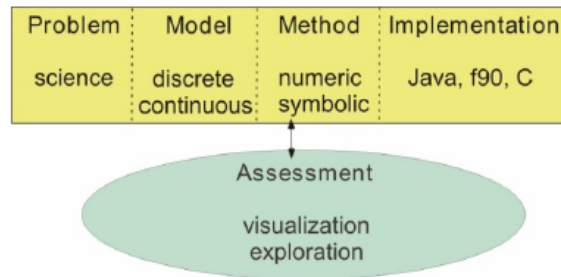 Problem Model Method Implementation
science discrete numeric Java, f90, C
continuous symbolic
Assessment
visualization
exploration